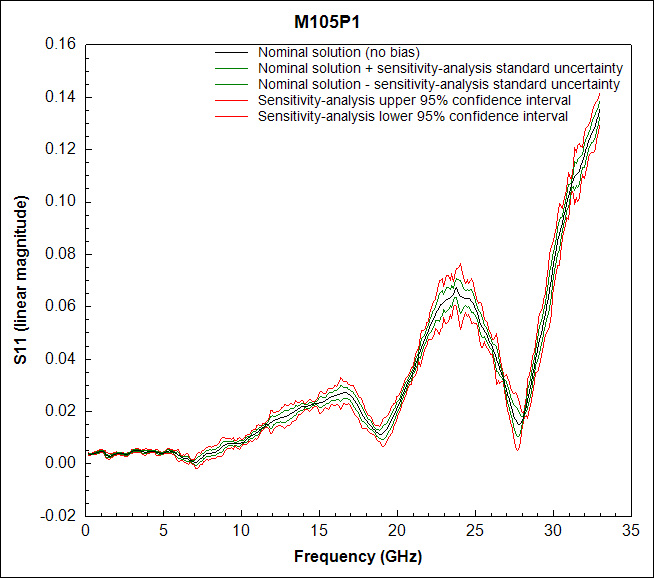 M105P1
Nominal solution (no bias)
Nominal solution + sensitivity-analysis standard uncertainty
Nominal solution - sensitivity-analysis standard uncertainty
Sensitivity-analysis upper 95% confidence interval
Sensitivity-analysis lower 95% confidence interval
S11 (linear magnitude)
0.16
0.14
0.12
0.10
0.08
0.06
0.04
0.02
0.00
-0.02
0 5 10 15 20 25 30 35
Frequency (GHz)